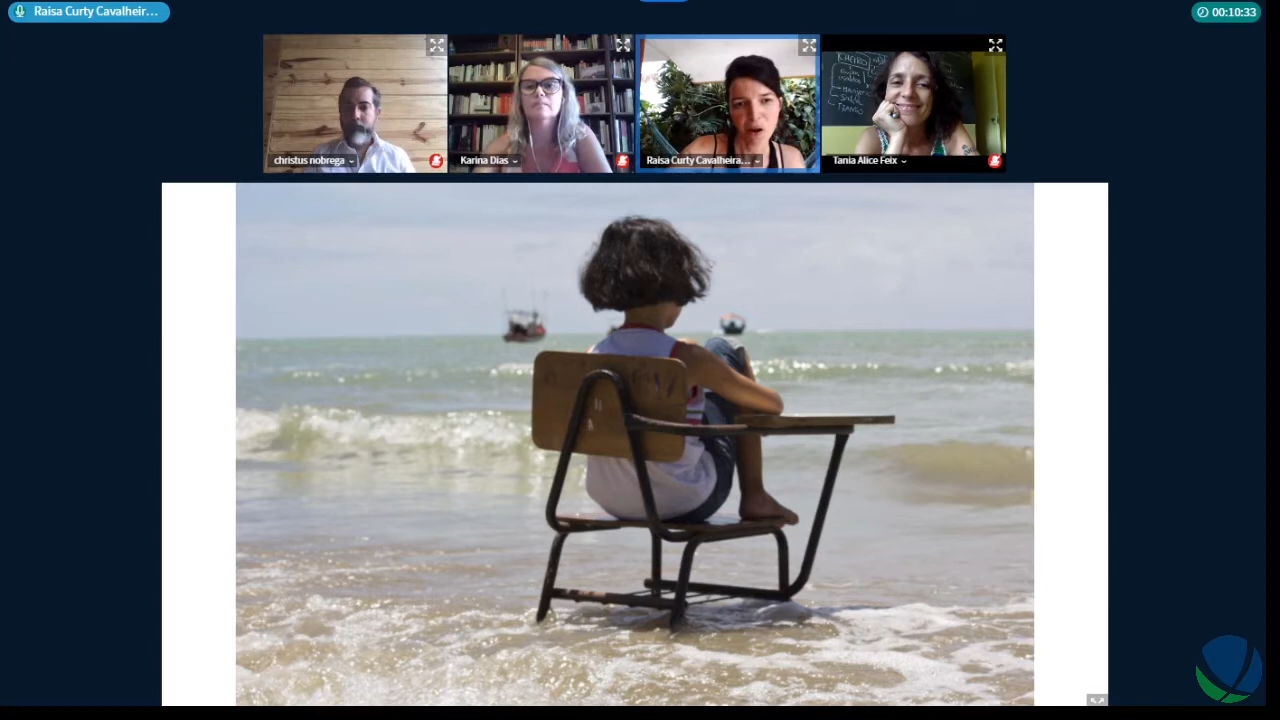 Raisa Curty Cavalheir...
00:10:33
christus nobrega
Karina Dias
Raisa Curty Cavalheira...
Tania Alice Feix